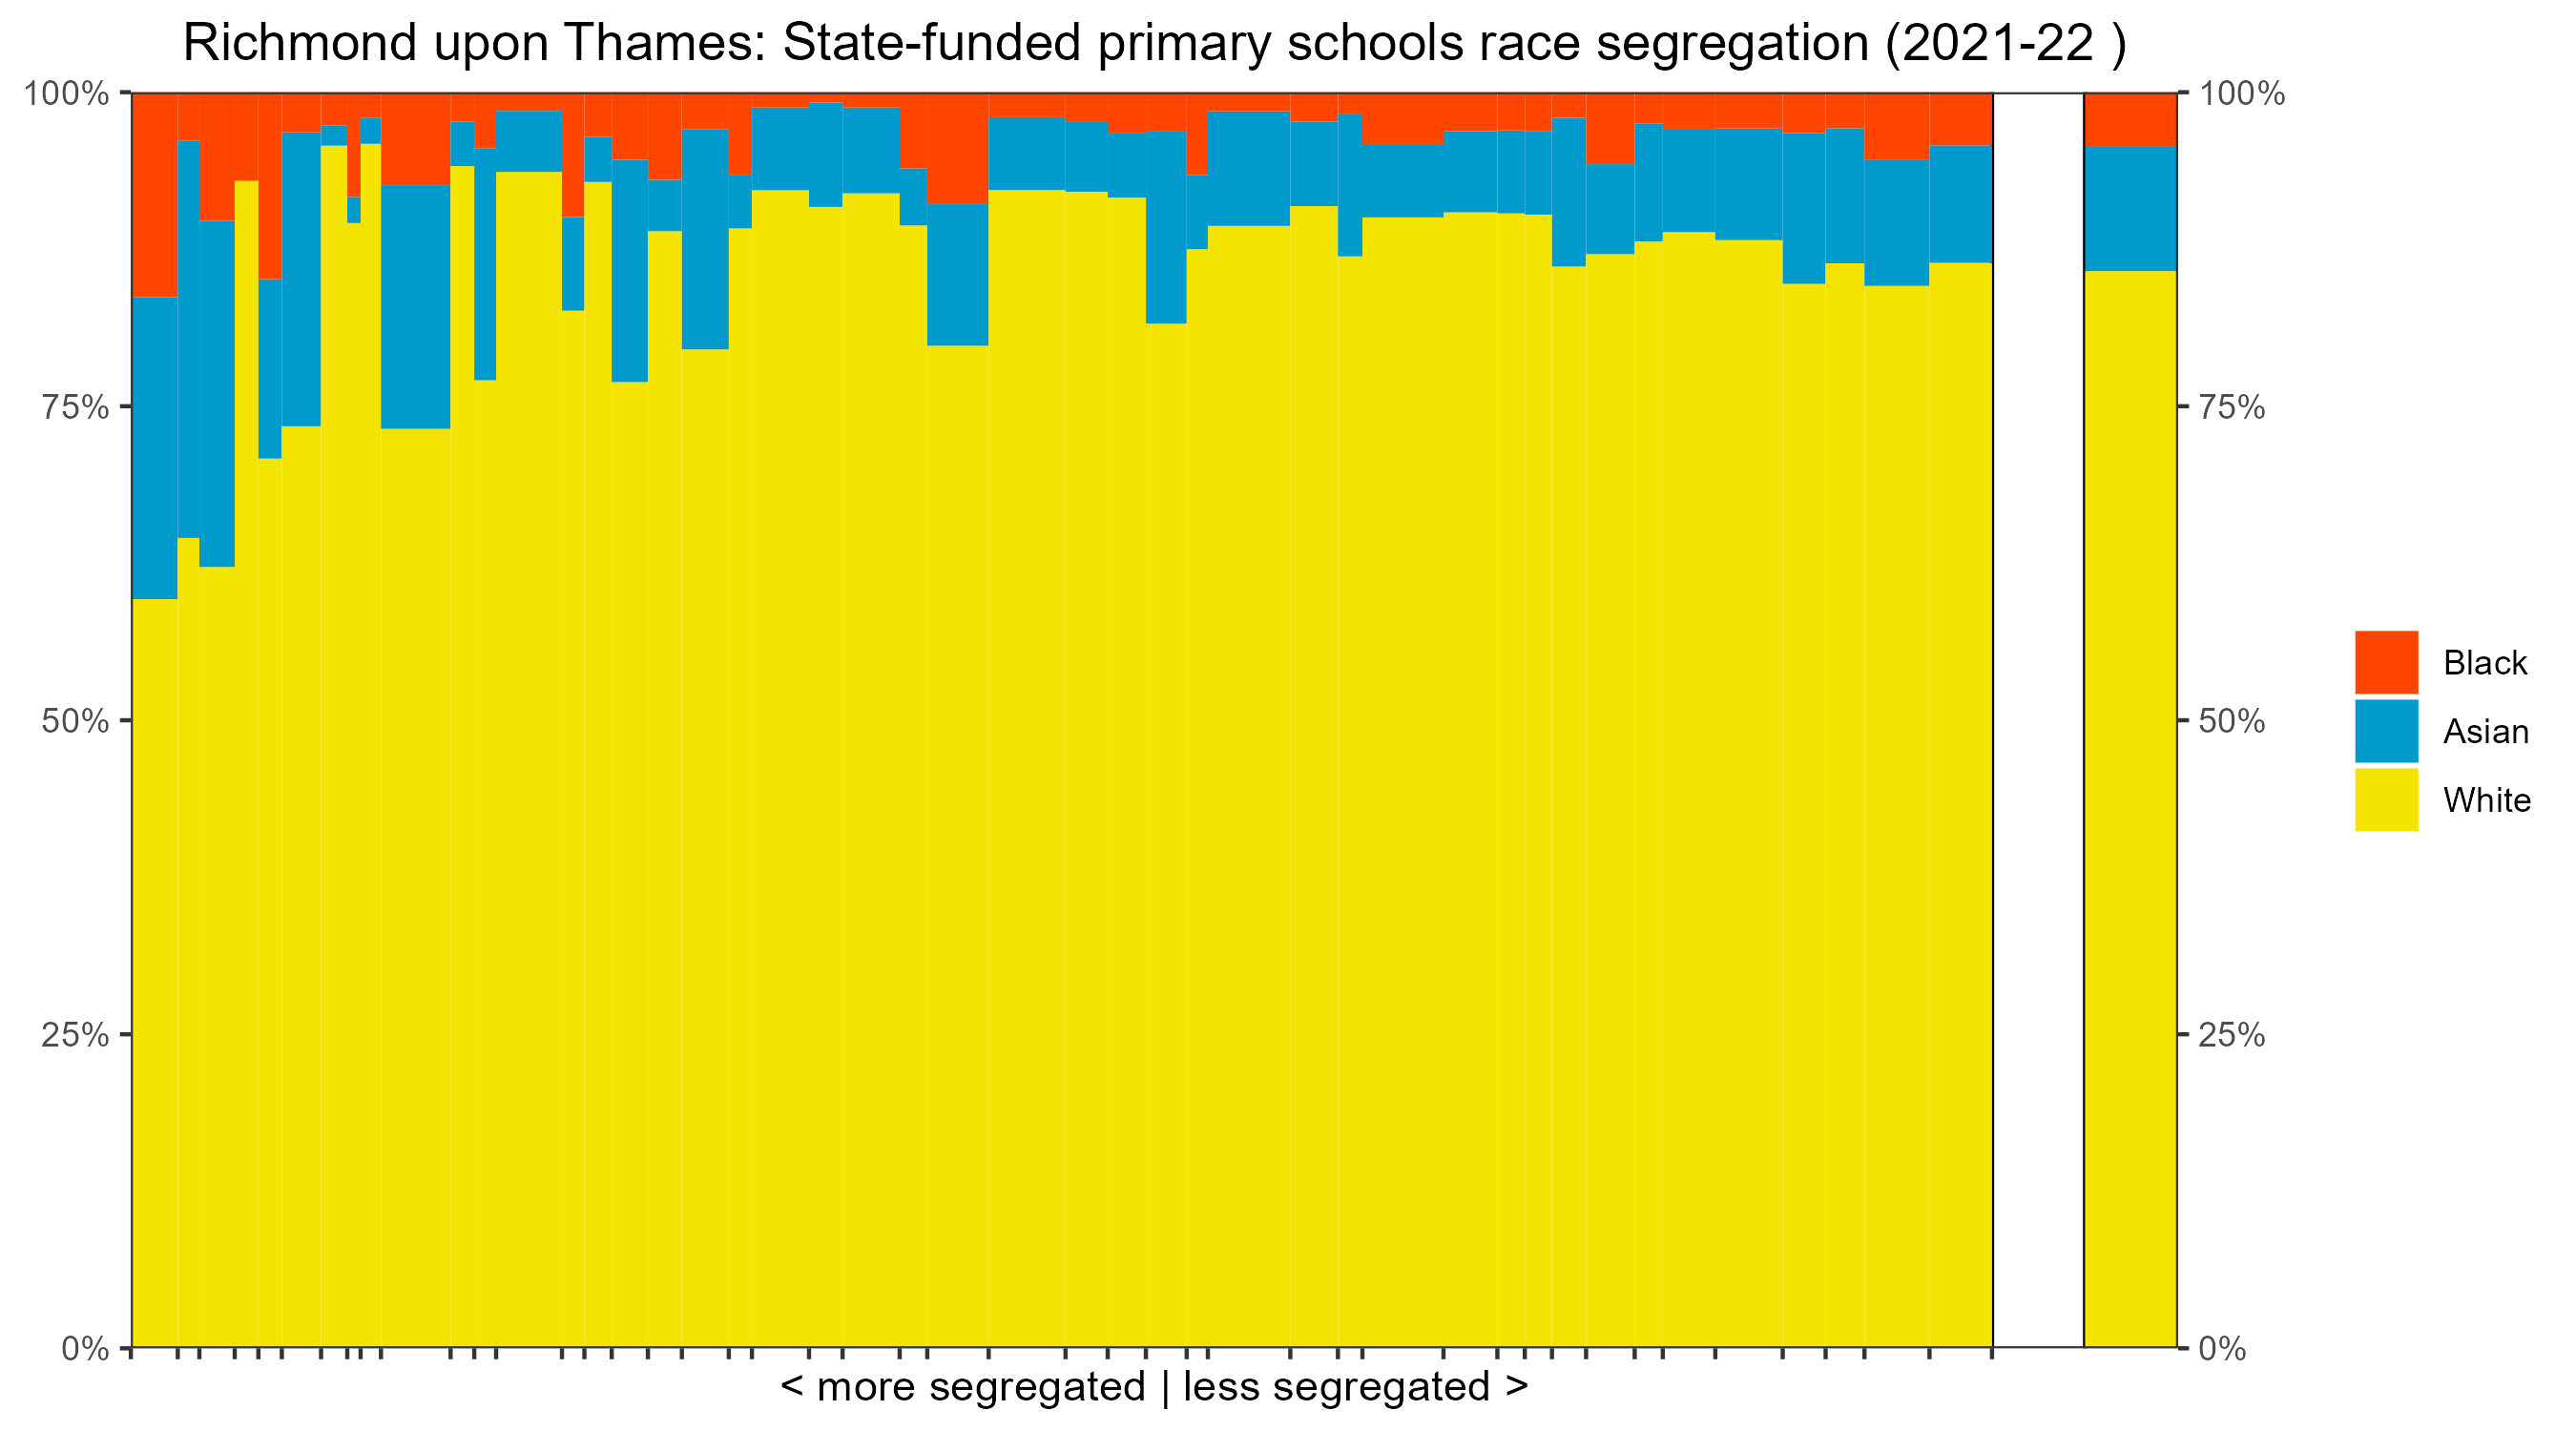 Richmond upon Thames: State-funded primary schools race segregation (2021-22 )
100%
75%
50%
25%
0%
100%
75%
50%
25%
0%
Black
Asian
White
< more segregated | less segregated >